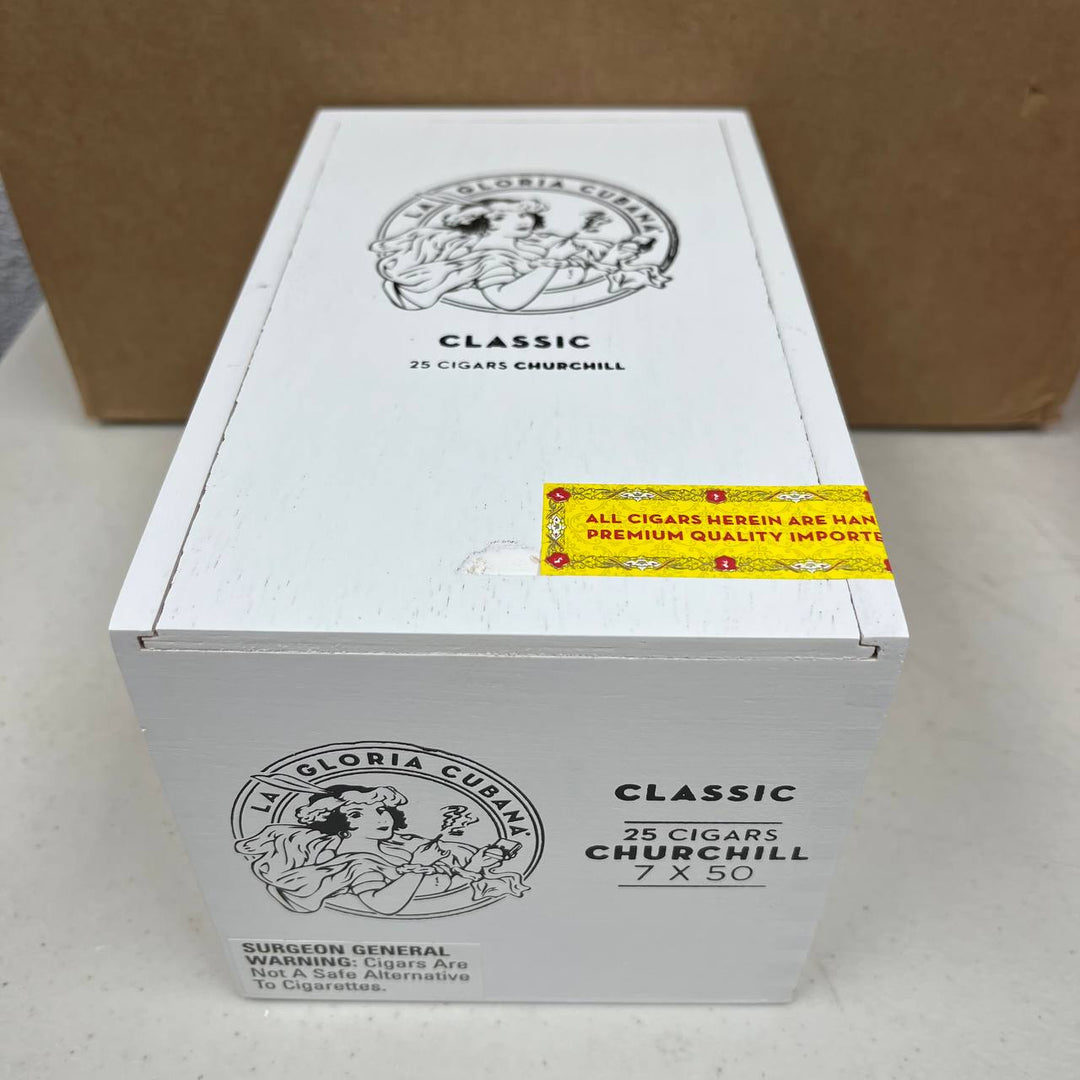 LA GLORIA CUBANA
CLASSIC
25 CIGARS CHURCHILL
ALL CIGARS HEREIN ARE HAN
PREMIUM QUALITY IMPORTE
LA GLORIA CUBANA
CLASSIC
25 CIGARS
CHURCHILL
7 X 50
SURGEON GENERAL
WARNING: Cigars Are
Not A Safe Alternative
To Cigarettes.